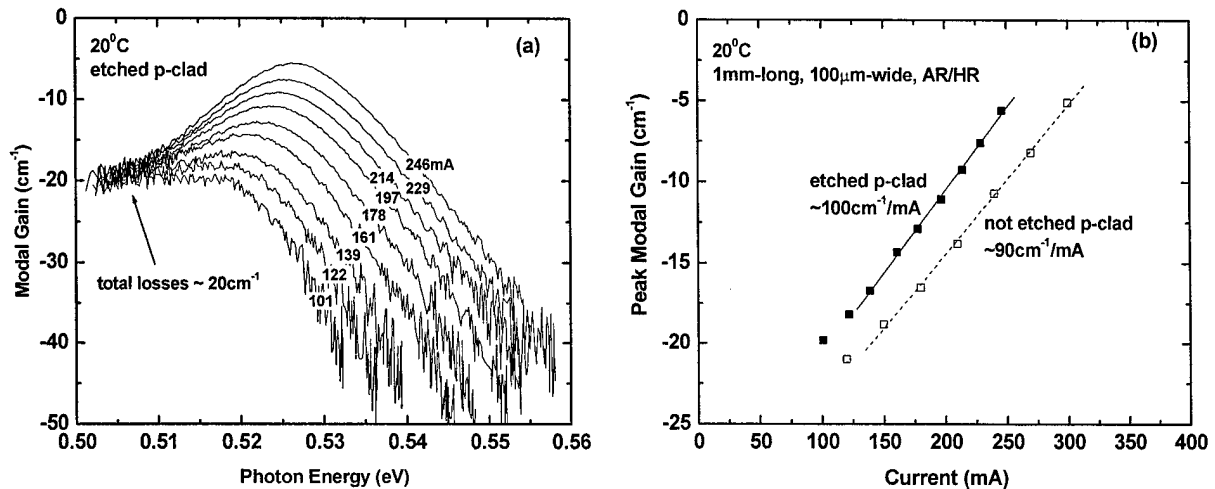 (a)
20⁰C
etched p-clad
246mA
229
214
197
178
161
139
122
101
total losses ~ 20cm⁻¹
0
-10
-20
-30
-40
-50
0.50 0.51 0.52 0.53 0.54 0.55 0.56
Modal Gain (cm⁻¹)
Photon Energy (eV)
(b)
20⁰C
1mm-long, 100μm-wide, AR/HR
etched p-clad
~100cm⁻¹/mA
not etched p-clad
~90cm⁻¹/mA
0
-5
-10
-15
-20
-25
0 50 100 150 200 250 300 350 400
Peak Modal Gain (cm⁻¹)
Current (mA)